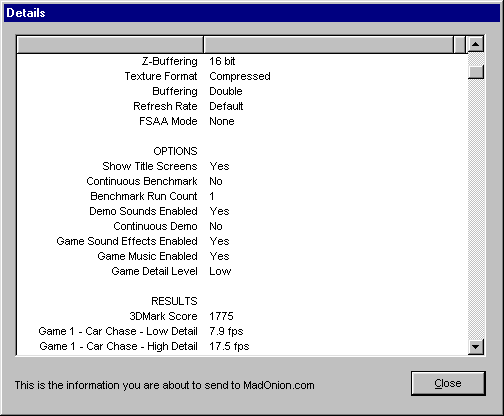 Details
Z-Buffering 16 bit
Texture Format Compressed
Buffering Double
Refresh Rate Default
FSAA Mode None
OPTIONS
Show Title Screens Yes
Continuous Benchmark No
Benchmark Run Count 1
Demo Sounds Enabled Yes
Continuous Demo No
Game Sound Effects Enabled Yes
Game Music Enabled Yes
Game Detail Level Low
RESULTS
3DMark Score 1775
Game 1 - Car Chase - Low Detail 7.9 fps
Game 1 - Car Chase - High Detail 17.5 fps
This is the information you are about to send to MadOnion.com
Close